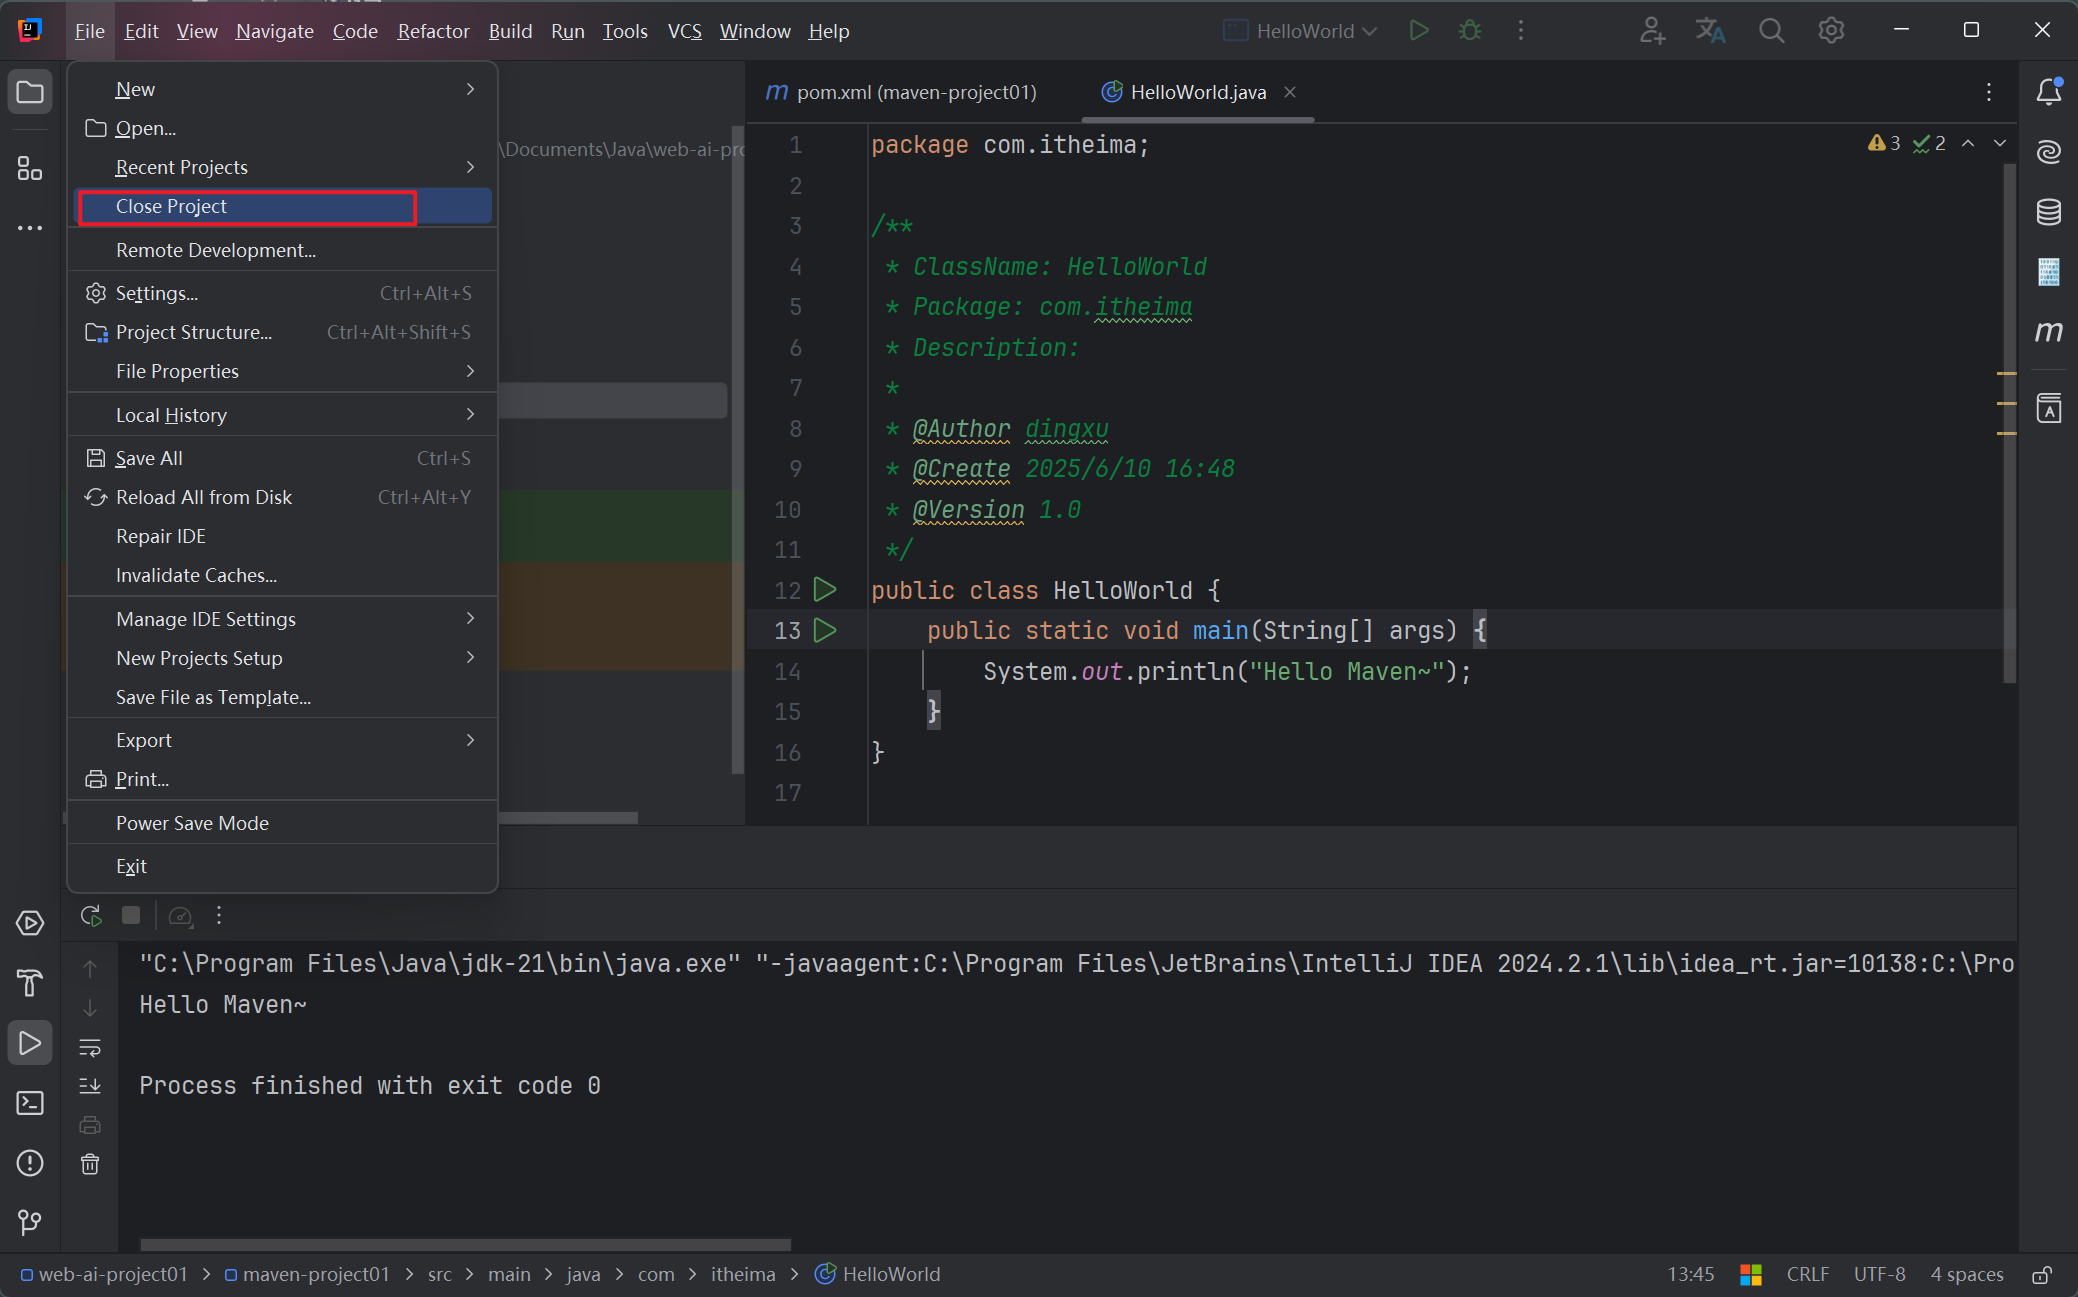 File Edit View Navigate Code Refactor Build Run Tools VCS Window Help
HelloWorld
New
Open...
Recent Projects
Close Project
Remote Development...
Settings... Ctrl+Alt+S
Project Structure... Ctrl+Alt+Shift+S
File Properties
Local History
Save All Ctrl+S
Reload All from Disk Ctrl+Alt+Y
Repair IDE
Invalidate Caches...
Manage IDE Settings
New Projects Setup
Save File as Template...
Export
Print...
Power Save Mode
Exit
\Documents\Java\web-ai-pro
pom.xml (maven-project01) HelloWorld.java
3 2
1 package com.itheima;
2
3 /**
4 * ClassName: HelloWorld
5 * Package: com.itheima
6 * Description:
7 *
8 * @Author dingxu
9 * @Create 2025/6/10 16:48
10 * @Version 1.0
11 */
12 public class HelloWorld {
13 public static void main(String[] args) {
14 System.out.println("Hello Maven~");
15 }
16 }
17
"C:\Program Files\Java\jdk-21\bin\java.exe" "-javaagent:C:\Program Files\JetBrains\IntelliJ IDEA 2024.2.1\lib\idea_rt.jar=10138:C:\Pro
Hello Maven~
Process finished with exit code 0
web-ai-project01 > maven-project01 > src > main > java > com > itheima > HelloWorld
13:45 CRLF UTF-8 4 spaces